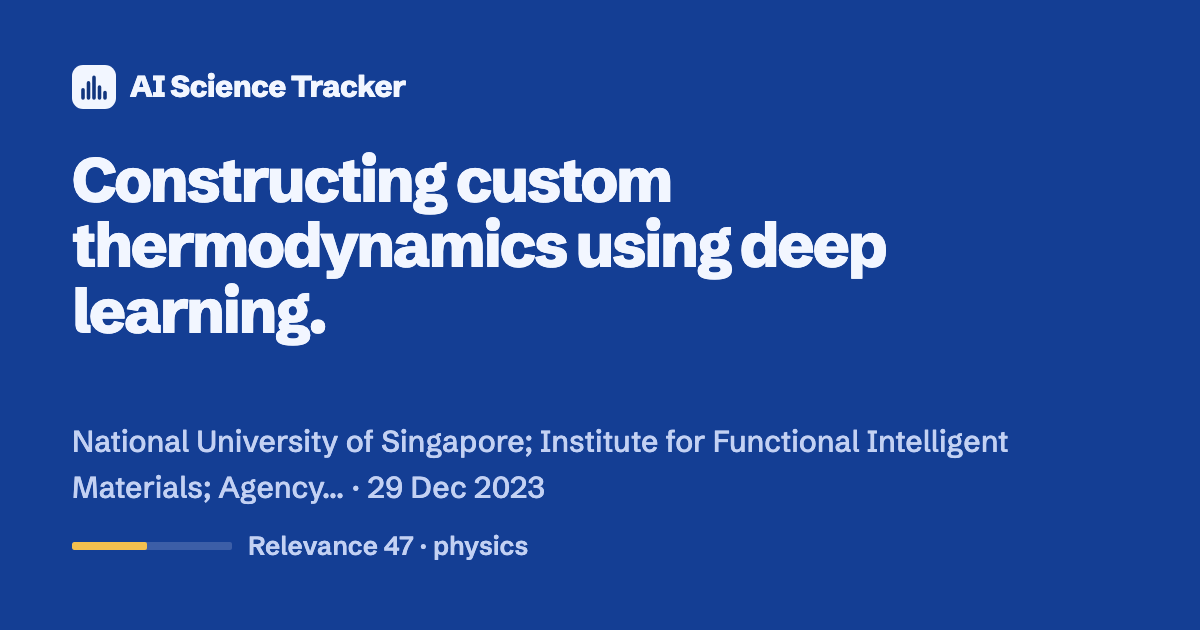 AI Science Tracker
Constructing custom
thermodynamics using deep
learning.
National University of Singapore; Institute for Functional Intelligent
Materials; Agency... · 29 Dec 2023
Relevance 47 · physics